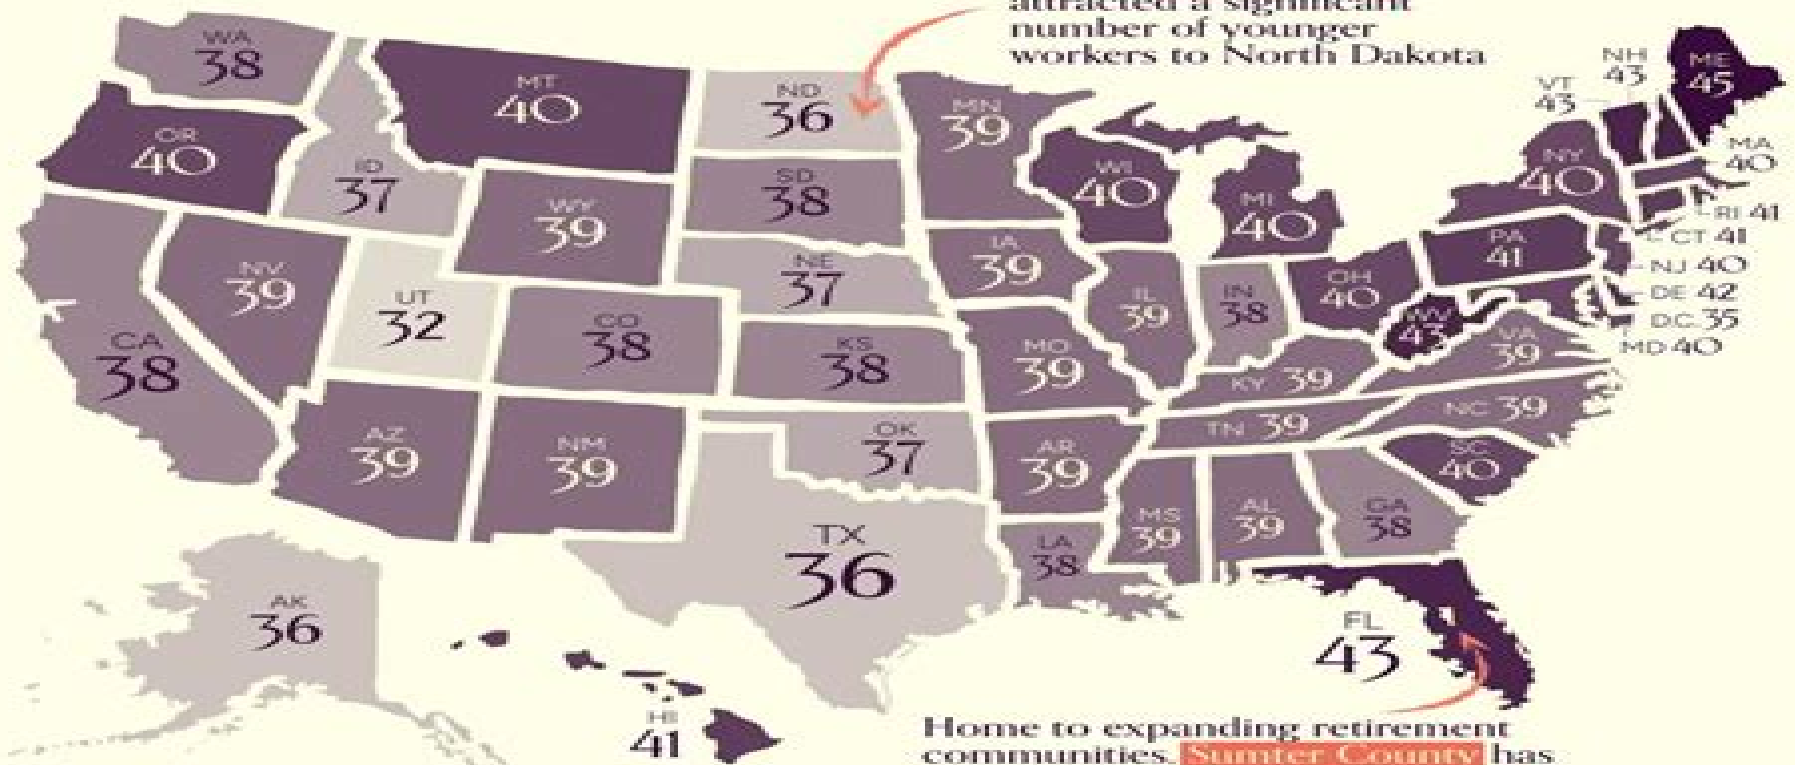 attracted a significant
number of younger
workers to North Dakota
WA
38
MT
40
ND
36
MN
39
NH
43
ME
45
VT
43
OR
40
ID
37
WY
39
SD
38
WI
40
MI
40
NY
40
MA
40
RI 41
CT 41
NJ 40
DE 42
D.C. 35
MD 40
NV
39
UT
32
CO
38
NE
37
IA
39
IL
39
IN
38
OH
40
PA
41
WV
43
VA
39
CA
38
KS
38
MO
39
KY 39
NC 39
TN 39
SC
40
AZ
39
NM
39
OK
37
AR
39
MS
39
AL
39
GA
38
TX
36
LA
38
AK
36
HI
41
FL
43
Home to expanding retirement
communities, Sumter County has